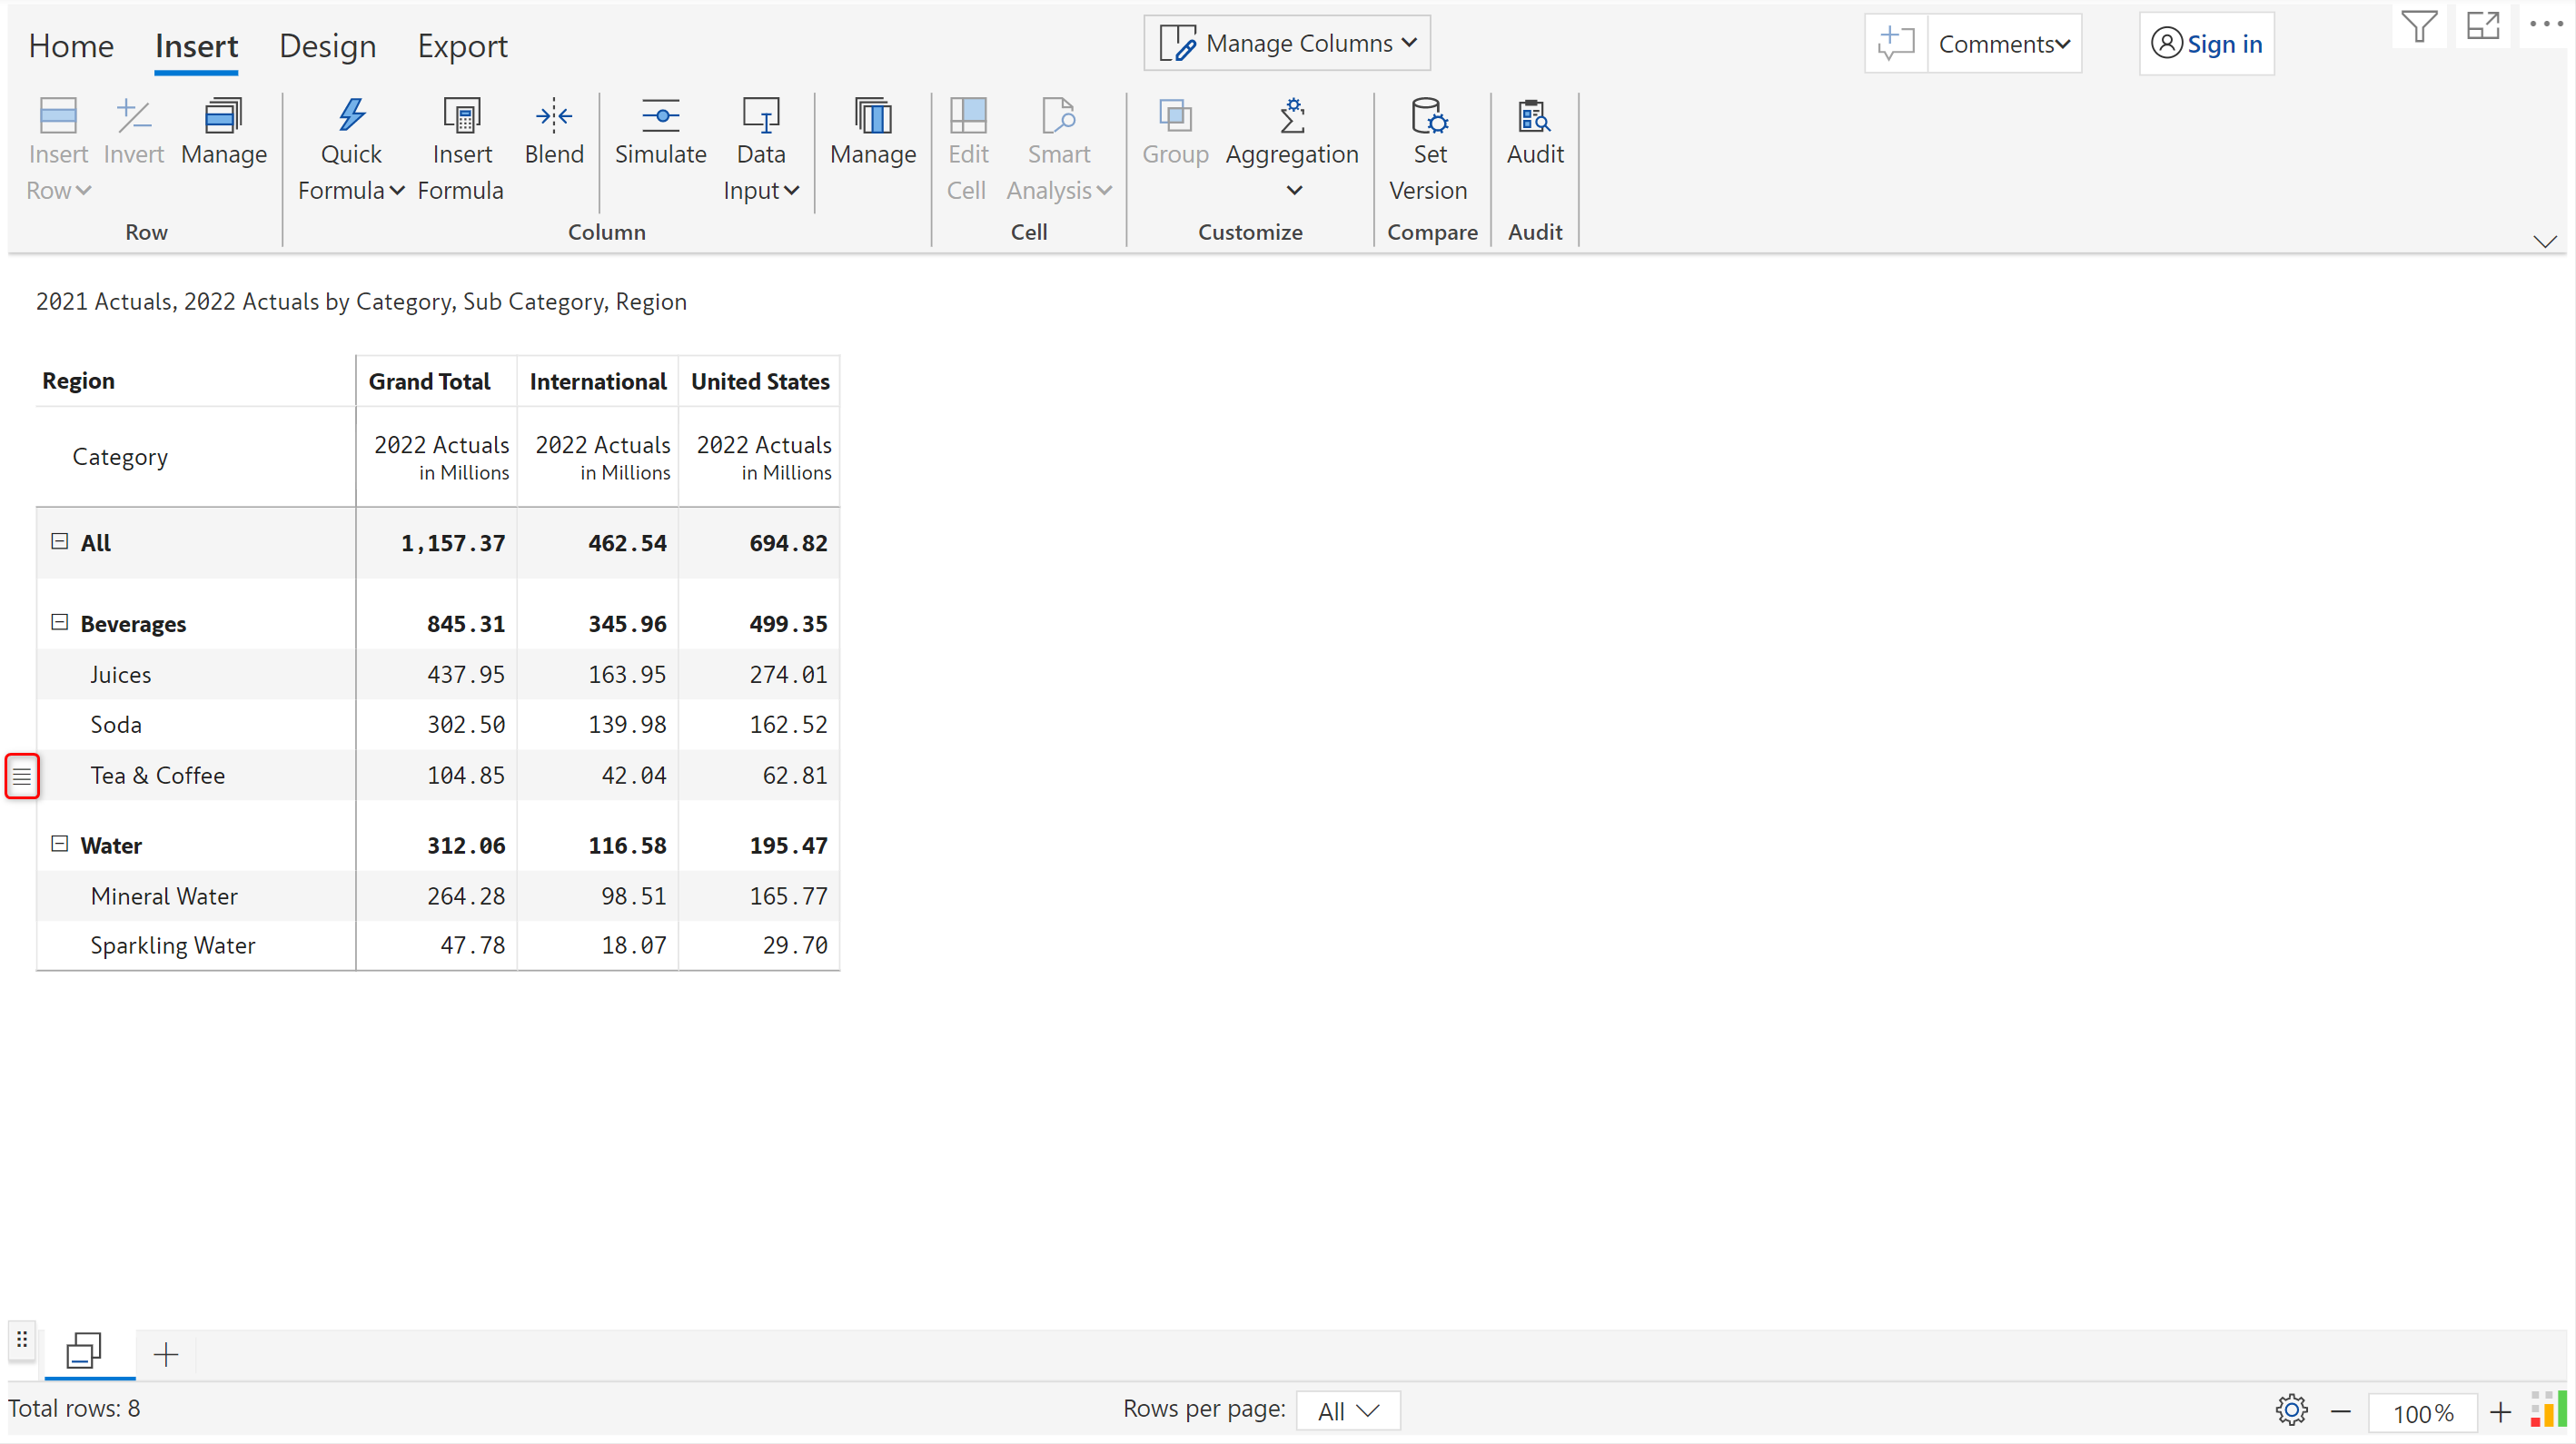 Home Insert Design Export Manage Columns Comments Sign in
Insert Row Invert Manage Quick Formula Insert Formula Blend Simulate Data Input Manage Edit Cell Smart Analysis Group Aggregation Set Version Audit
Row Column Cell Customize Compare Audit
2021 Actuals, 2022 Actuals by Category, Sub Category, Region
Region Grand Total International United States
Category 2022 Actuals in Millions 2022 Actuals in Millions 2022 Actuals in Millions
All 1,157.37 462.54 694.82
Beverages 845.31 345.96 499.35
Juices 437.95 163.95 274.01
Soda 302.50 139.98 162.52
Tea & Coffee 104.85 42.04 62.81
Water 312.06 116.58 195.47
Mineral Water 264.28 98.51 165.77
Sparkling Water 47.78 18.07 29.70
Total rows: 8 Rows per page: All 100%